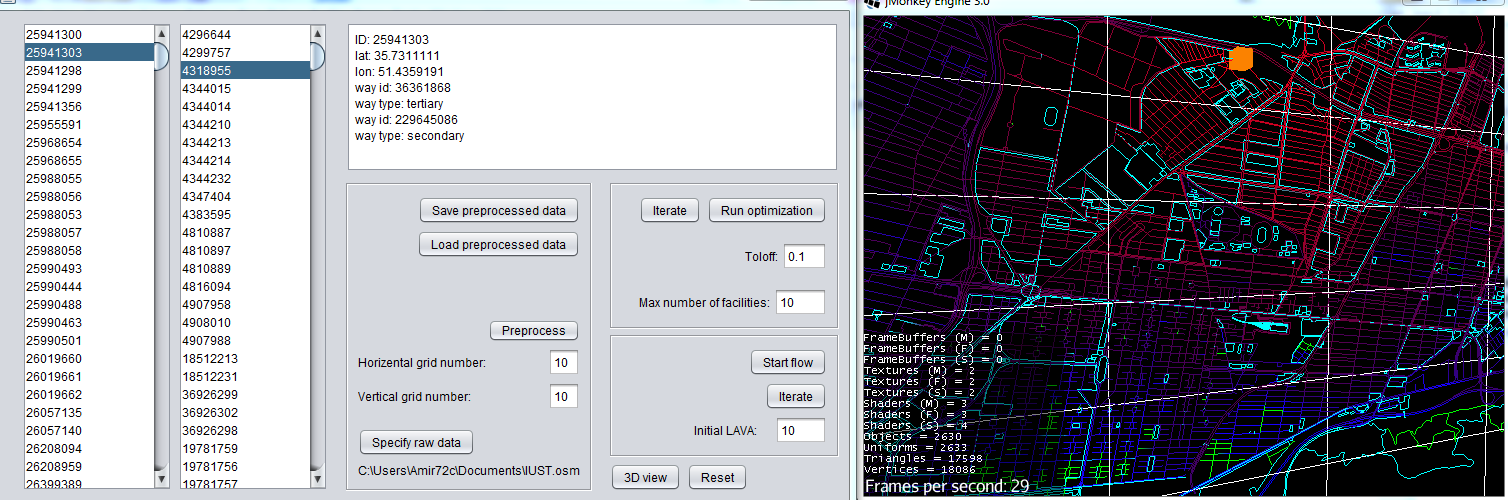 jMonkey Engine 3.0
25941300
25941303
25941298
25941299
25941356
25955591
25968654
25968655
25988055
25988056
25988053
25988057
25988058
25990493
25990444
25990488
25990463
25990501
26019660
26019661
26019662
26057135
26057140
26208094
26208959
26399389
4296644
4299757
4318955
4344015
4344014
4344210
4344213
4344214
4344232
4347404
4383595
4810887
4810897
4810889
4816094
4907958
4908010
4907988
18512213
18512231
36926299
36926302
36926298
19781759
19781756
19781757
ID: 25941303
lat: 35.7311111
lon: 51.4359191
way id: 36361868
way type: tertiary
way id: 229645086
way type: secondary
Save preprocessed data
Load preprocessed data
Preprocess
Horizental grid number: 10
Vertical grid number: 10
Specify raw data
C:\Users\Amir72c\Documents\IUST.osm
Iterate Run optimization
Toloff: 0.1
Max number of facilities: 10
Start flow
Iterate
Initial LAVA: 10
3D view Reset
FrameBuffers (M) = 0
FrameBuffers (F) = 0
FrameBuffers (S) = 0
Textures (M) = 2
Textures (F) = 2
Textures (S) = 2
Shaders (M) = 3
Shaders (F) = 3
Shaders (S) = 4
Objects = 2630
Uniforms = 2633
Triangles = 17598
Vertices = 18086
Frames per second: 29